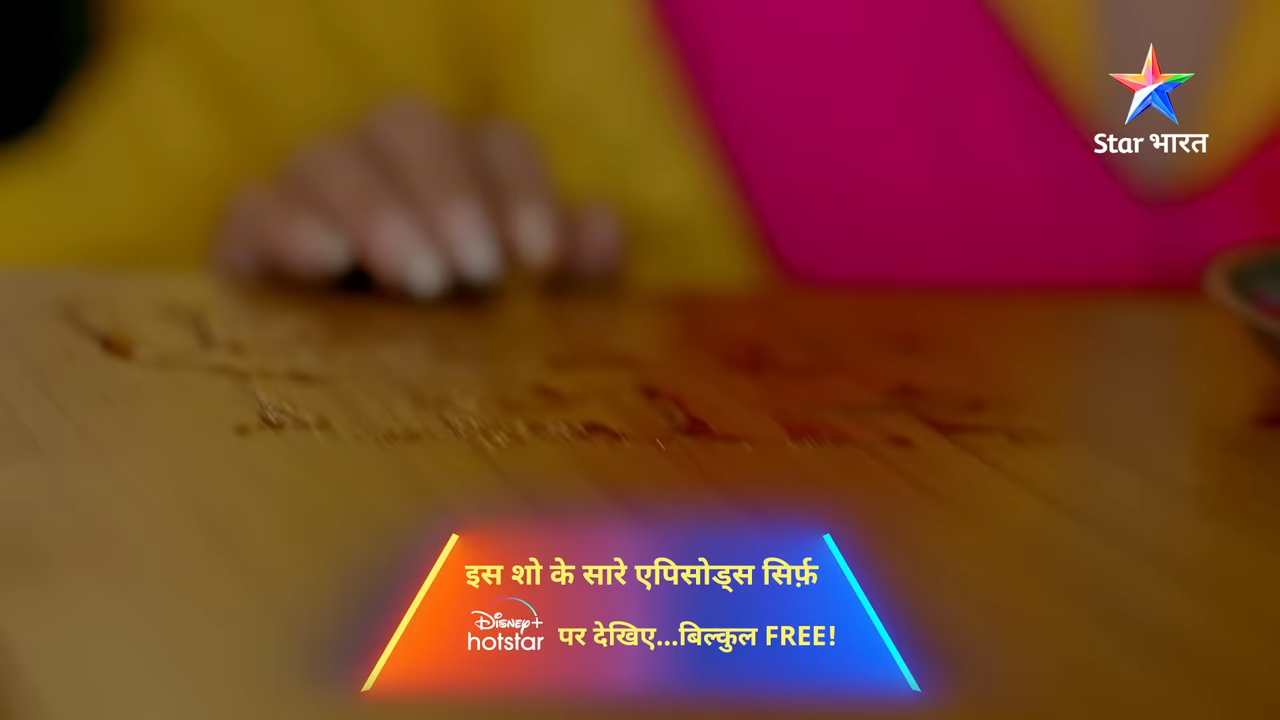 Star भारत
इस शो के सारे एपिसोड्स सिर्फ़
Disney+ hotstar पर देखिए...बिल्कुल FREE!